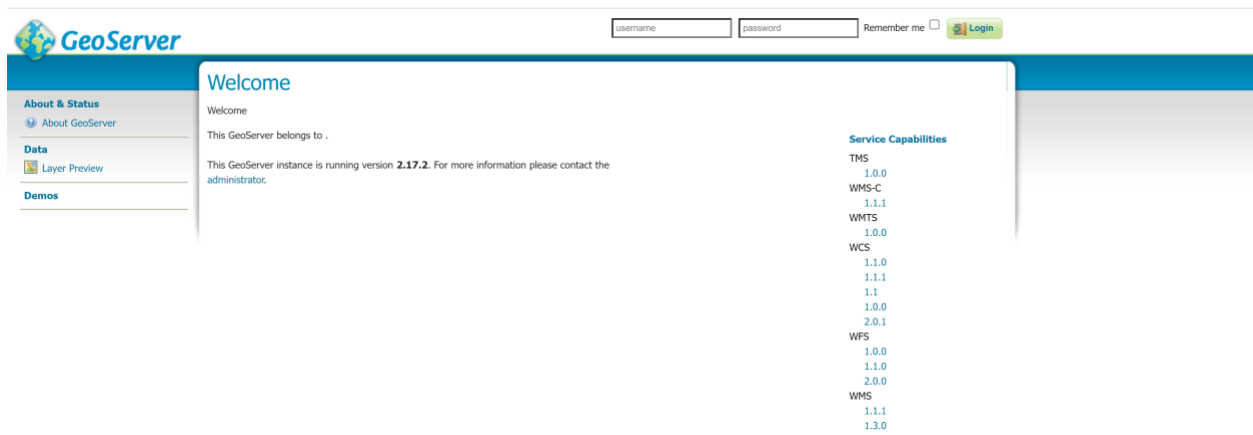 GeoServer
username
password
Remember me
Login
Welcome
About & Status
About GeoServer
Data
Layer Preview
Demos
Welcome
This GeoServer belongs to .
This GeoServer instance is running version 2.17.2. For more information please contact the
administrator.
Service Capabilities
TMS
1.0.0
WMS-C
1.1.1
WMTS
1.0.0
WCS
1.1.0
1.1.1
1.1
1.0.0
2.0.1
WFS
1.0.0
1.1.0
2.0.0
WMS
1.1.1
1.3.0